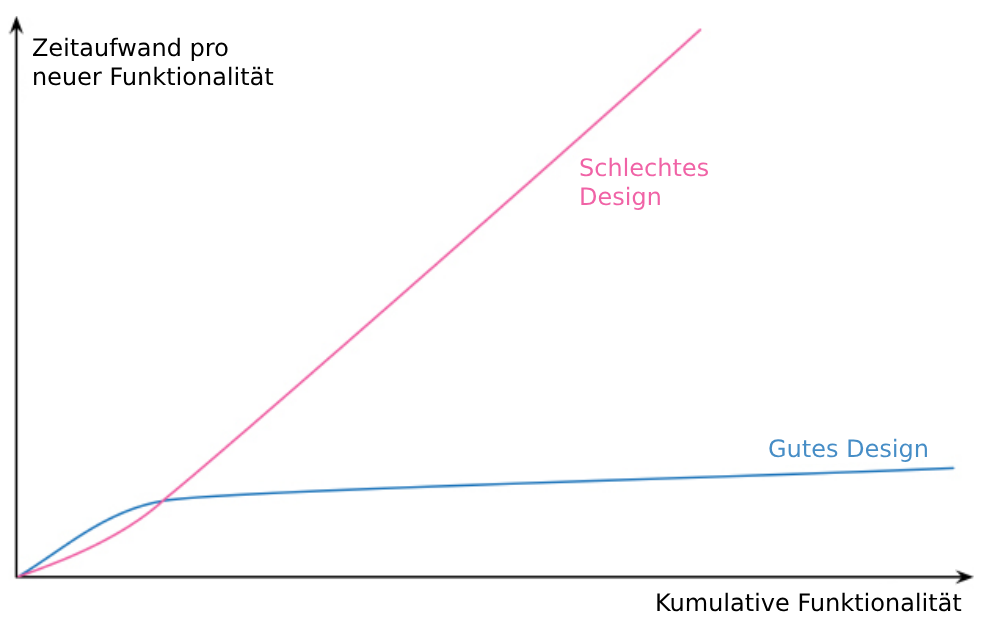 Zeitaufwand pro
neuer Funktionalität
Schlechtes
Design
Gutes Design
Kumulative Funktionalität